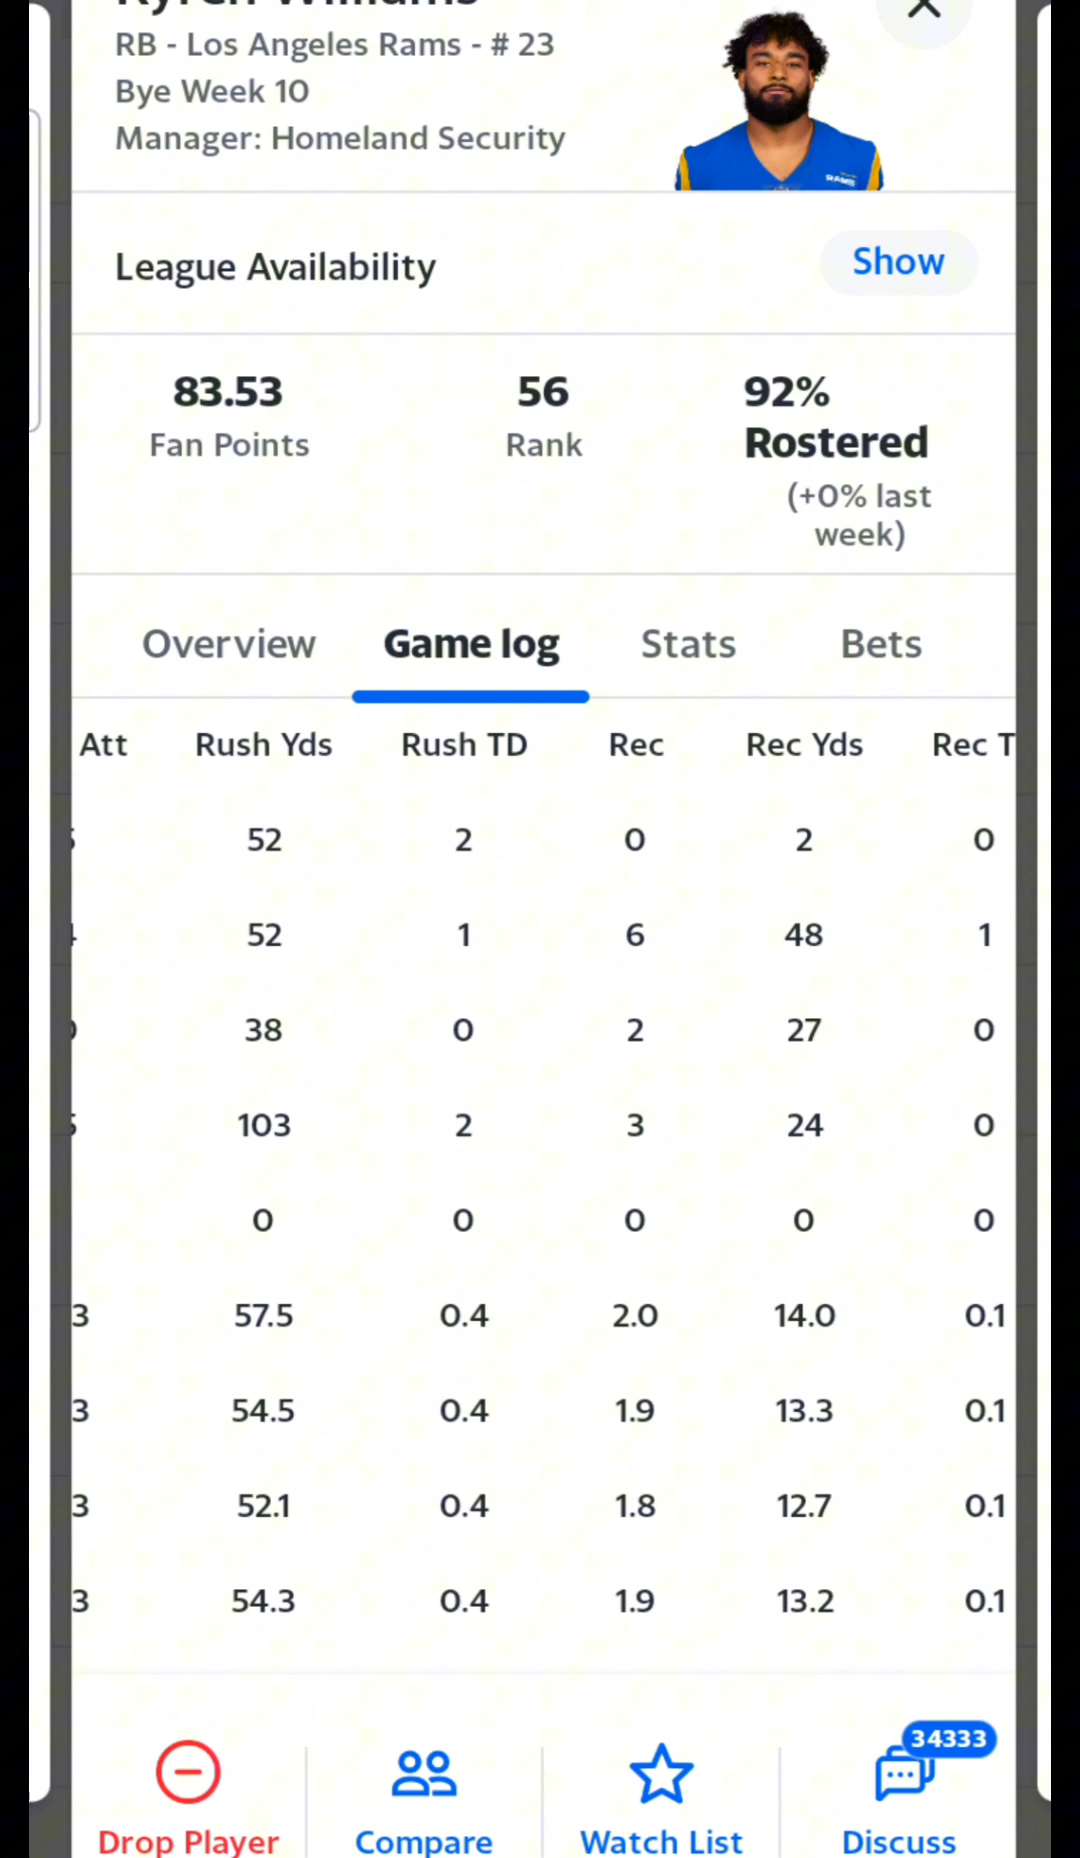 Kyren Williams
RB - Los Angeles Rams - # 23
Bye Week 10
Manager: Homeland Security
RAMS
League Availability
Show
83.53
56
92%
Fan Points
Rank
Rostered
(+0% last
week)
Overview Game log Stats Bets
Att Rush Yds Rush TD Rec Rec Yds Rec T
52 2 0 2 0
52 1 6 48 1
38 0 2 27 0
103 2 3 24 0
0 0 0 0 0
3 57.5 0.4 2.0 14.0 0.1
3 54.5 0.4 1.9 13.3 0.1
3 52.1 0.4 1.8 12.7 0.1
3 54.3 0.4 1.9 13.2 0.1
34333
Drop Player Compare Watch List Discuss